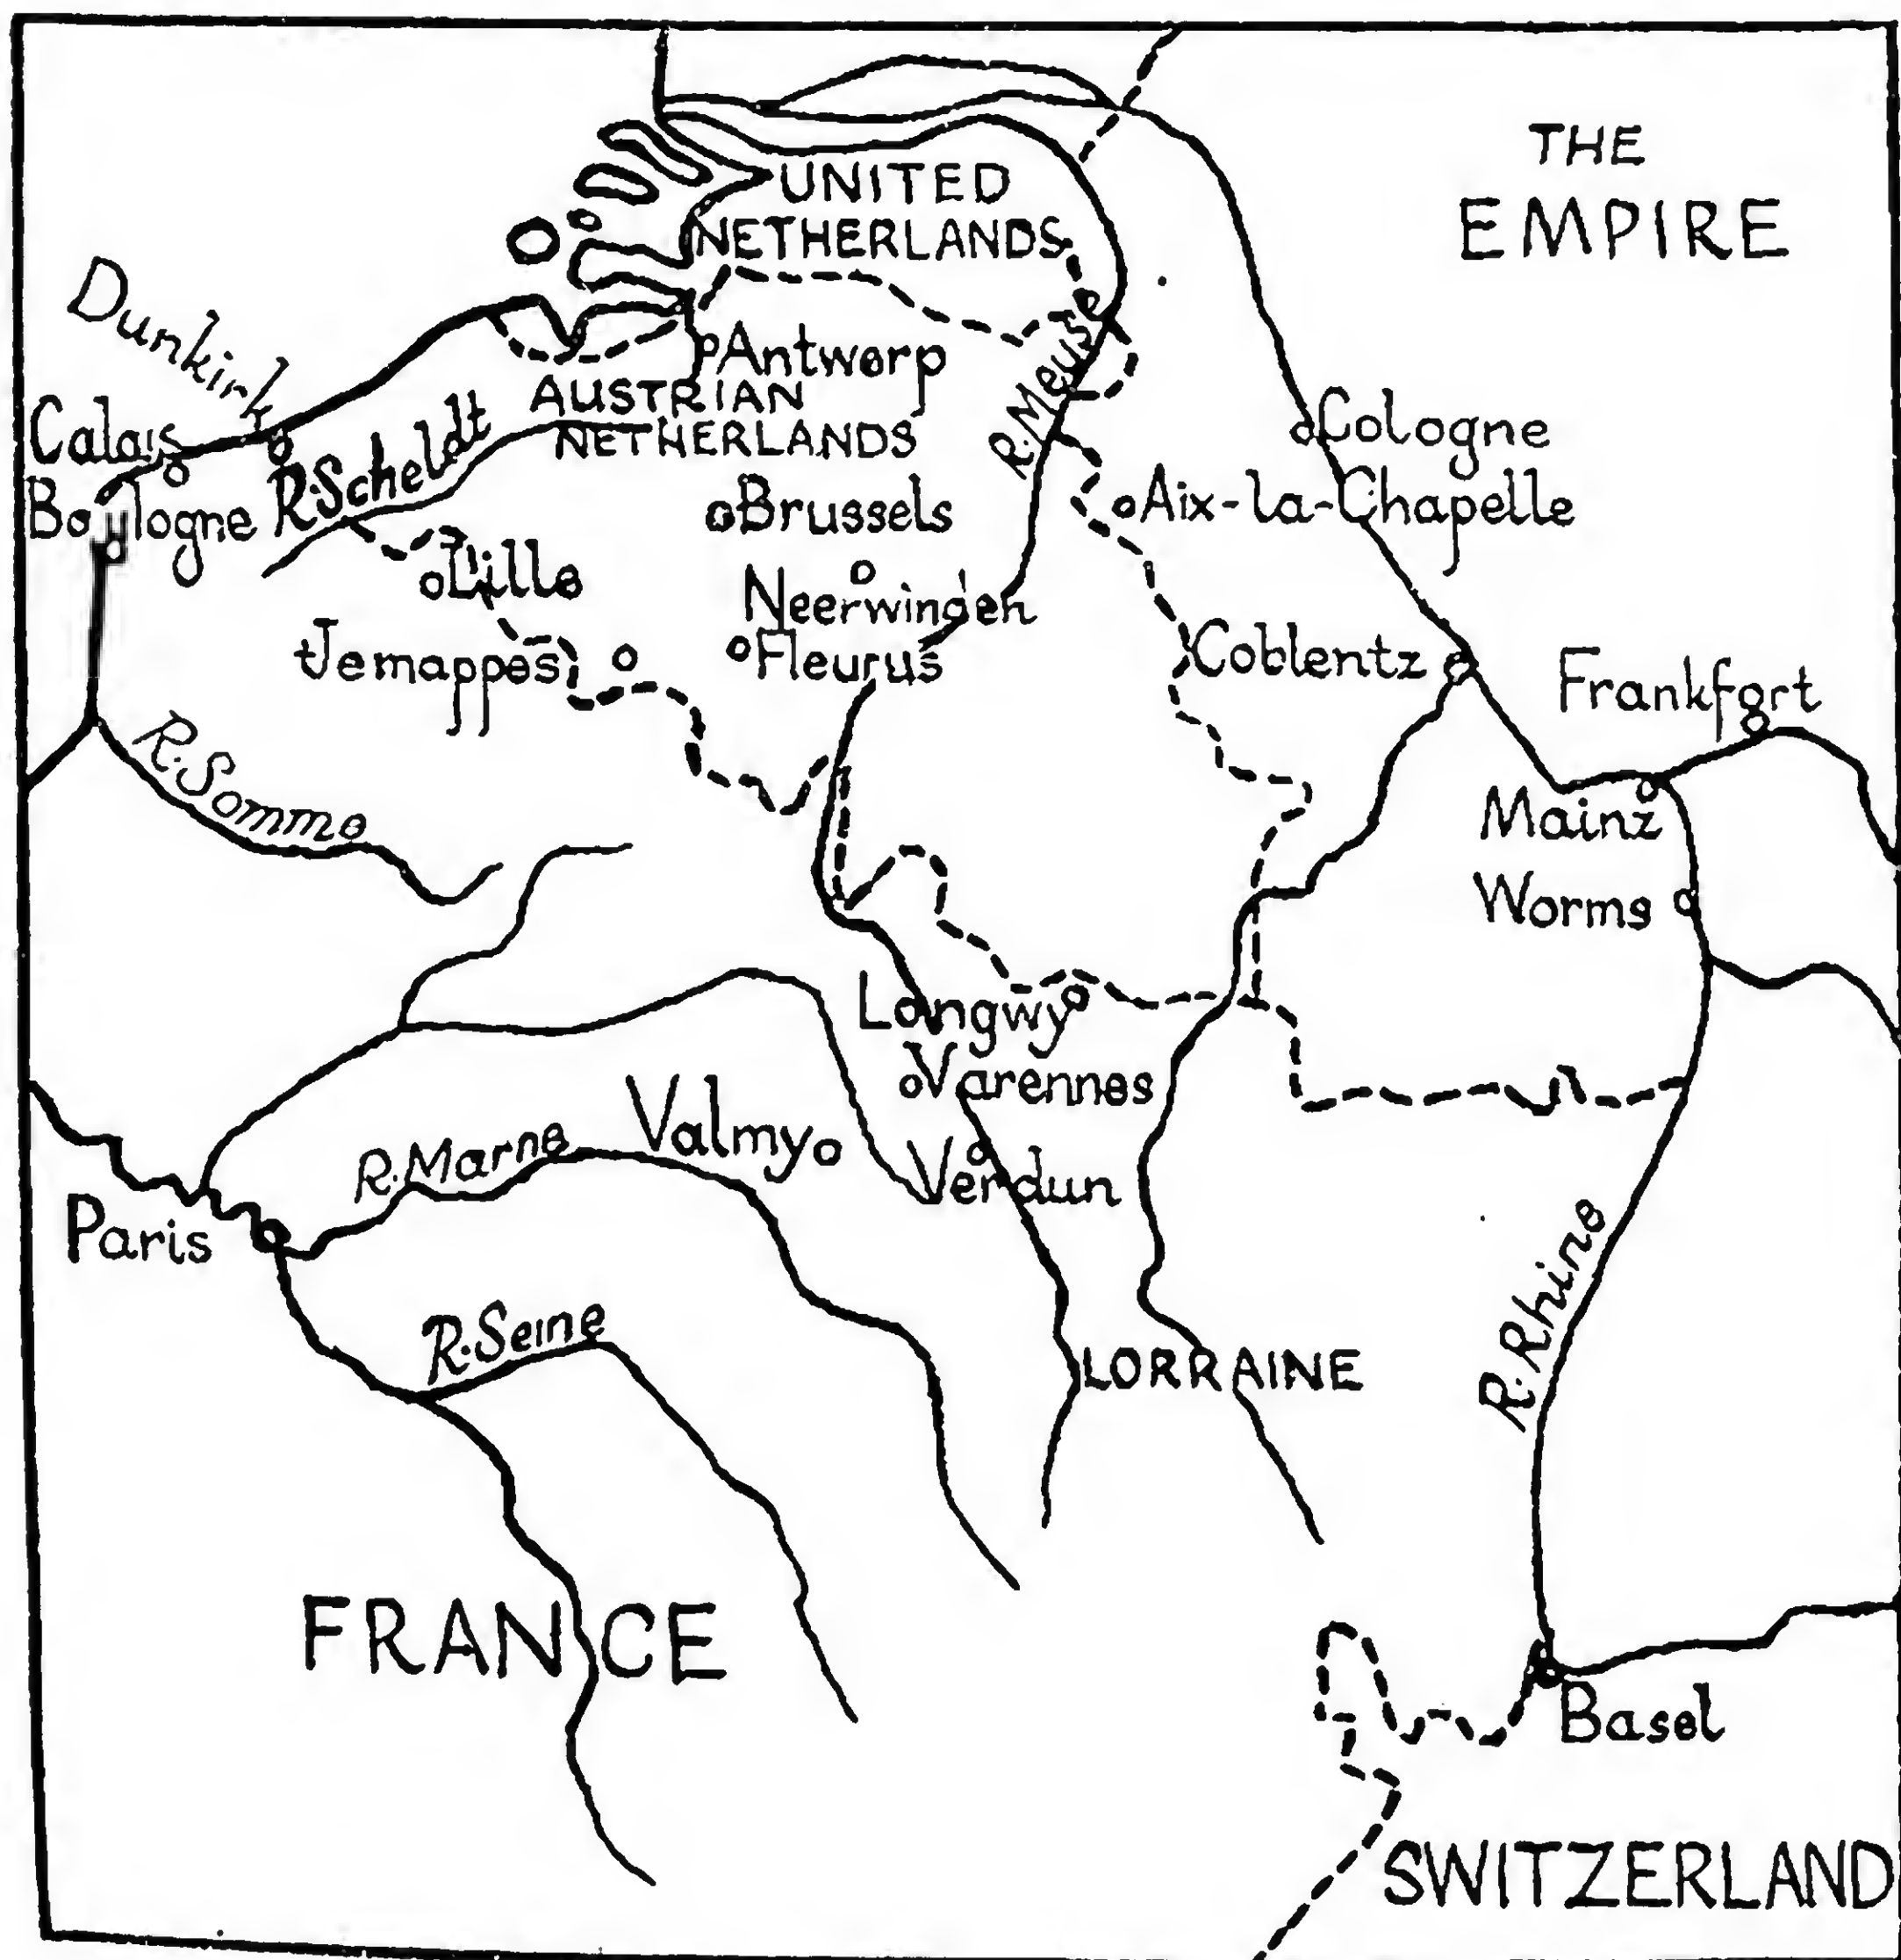 THE
EMPIRE
UNITED
NETHERLANDS
Dunkirk
Antwerp
R. Meuse
AUSTRIAN
NETHERLANDS
Calais
R. Scheldt
Cologne
Boulogne
Brussels
Aix-la-Chapelle
Lille
Neerwinden
Jemappes
Fleurus
Coblentz
Frankfort
R. Somme
Mainz
Worms
Longwy
Varennes
Valmy
R. Marne
Verdun
Paris
R. Rhine
R. Seine
LORRAINE
FRANCE
Basel
SWITZERLAND